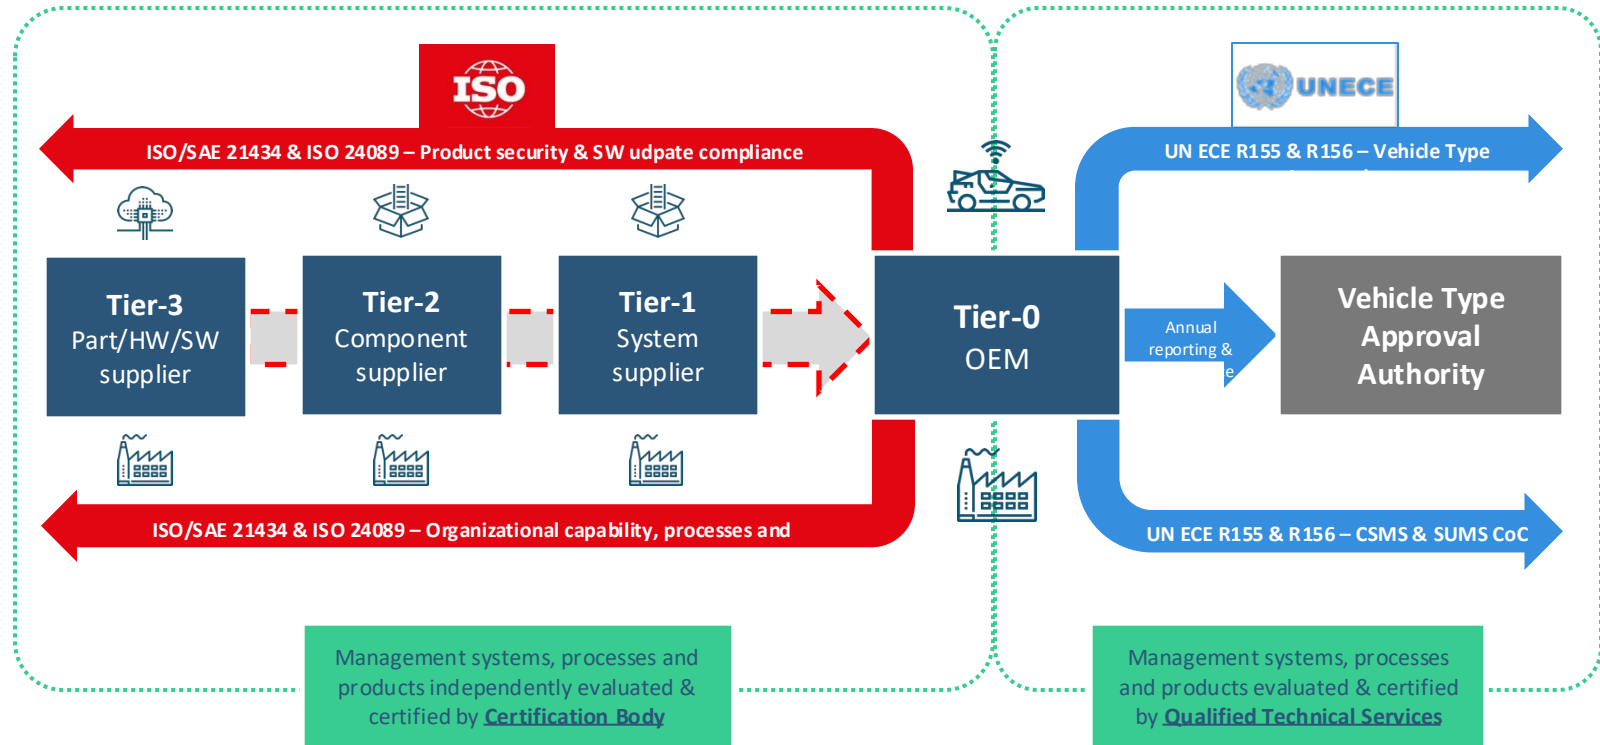 ISO
UNECE
ISO/SAE 21434 & ISO 24089 – Product security & SW udpate compliance
UN ECE R155 & R156 – Vehicle Type
Tier-3
Part/HW/SW
supplier
Tier-2
Component
supplier
Tier-1
System
supplier
Tier-0
OEM
Annual
reporting &
Vehicle Type
Approval
Authority
ISO/SAE 21434 & ISO 24089 – Organizational capability, processes and
UN ECE R155 & R156 – CSMS & SUMS CoC
Management systems, processes and
products independently evaluated &
certified by Certification Body
Management systems, processes
and products evaluated & certified
by Qualified Technical Services